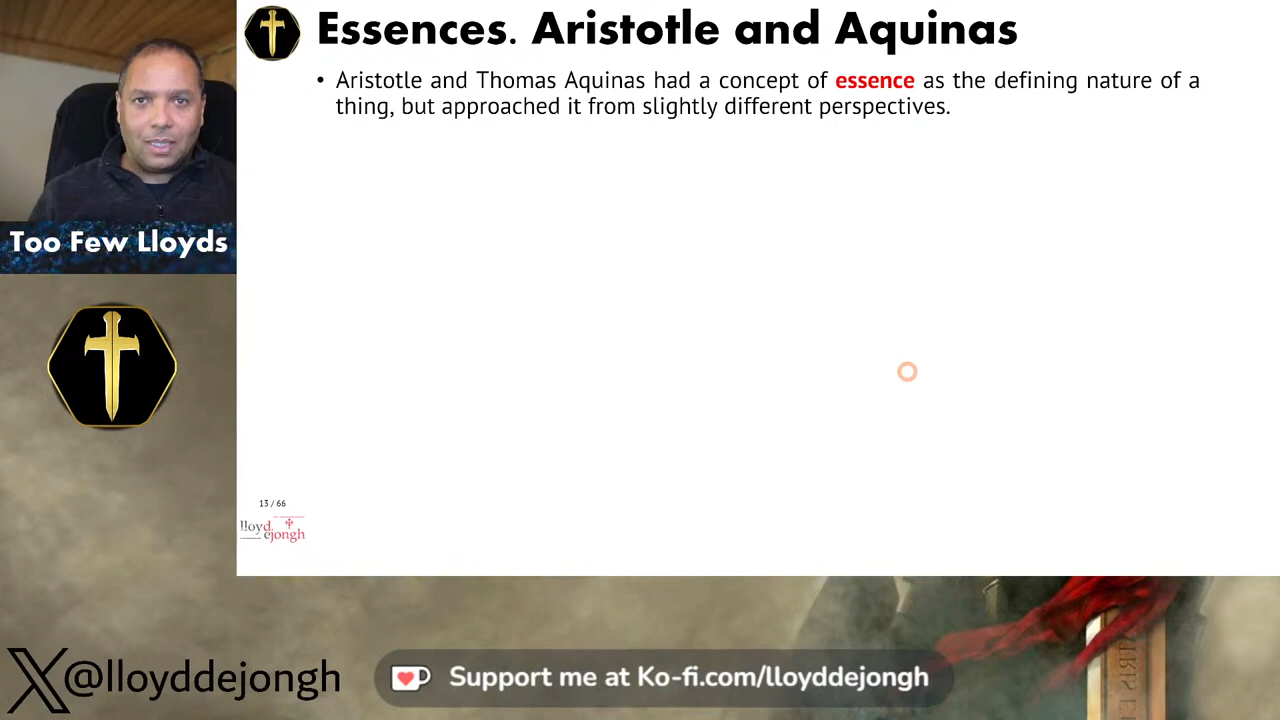 Essences. Aristotle and Aquinas
• Aristotle and Thomas Aquinas had a concept of essence as the defining nature of a
thing, but approached it from slightly different perspectives.
Too Few Lloyds
13 / 66
lloyd.
ejongh
X@lloyddejongh
Support me at Ko-fi.com/lloyddejongh